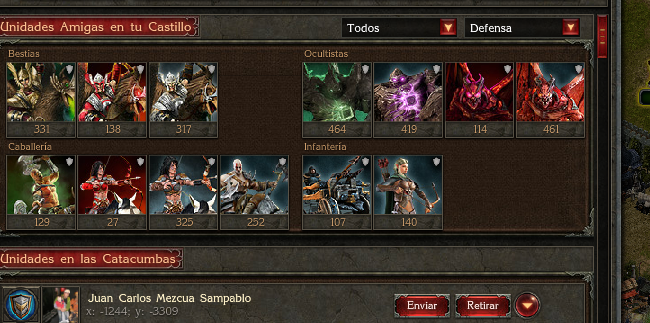 Unidades Amigas en tu Castillo
Todos
Defensa
Bestias
Ocultistas
331 138 317
464 419 114 461
Caballería
Infantería
129 27 325 252
107 140
Unidades en las Catacumbas
Juan Carlos Mezcua Sampablo
x: -1244; y: -3309
Enviar
Retirar